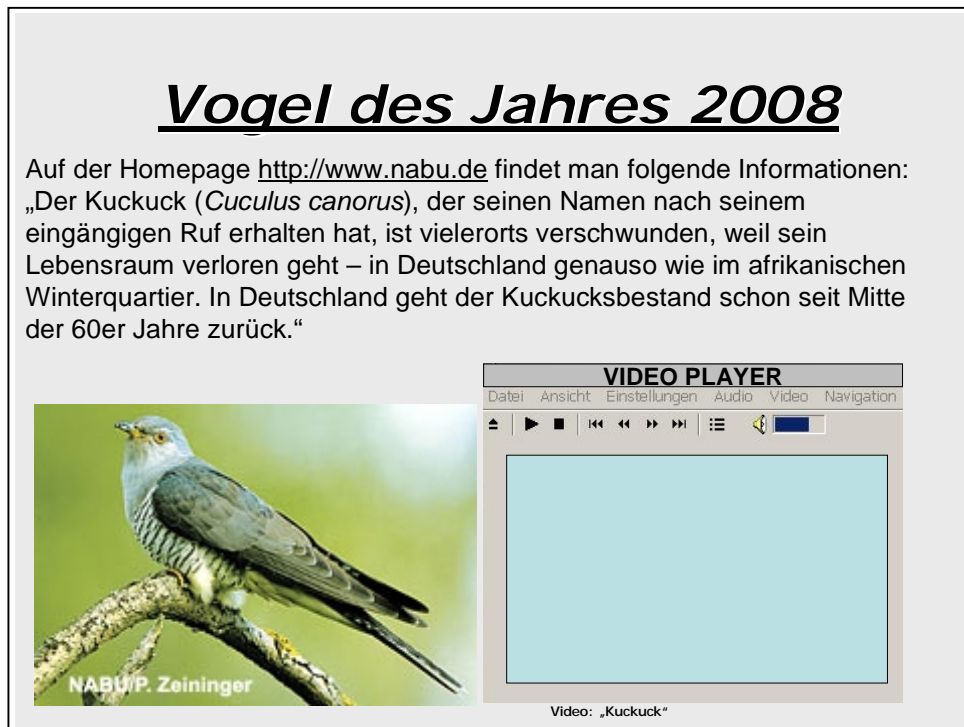 Vogel des Jahres 2008
Auf der Homepage http://www.nabu.de findet man folgende Informationen:
„Der Kuckuck (Cuculus canorus), der seinen Namen nach seinem
eingängigen Ruf erhalten hat, ist vielerorts verschwunden, weil sein
Lebensraum verloren geht – in Deutschland genauso wie im afrikanischen
Winterquartier. In Deutschland geht der Kuckucksbestand schon seit Mitte
der 60er Jahre zurück.“
VIDEO PLAYER
Datei Ansicht Einstellungen Audio Video Navigation
NABU/P. Zeininger
Video: „Kuckuck“